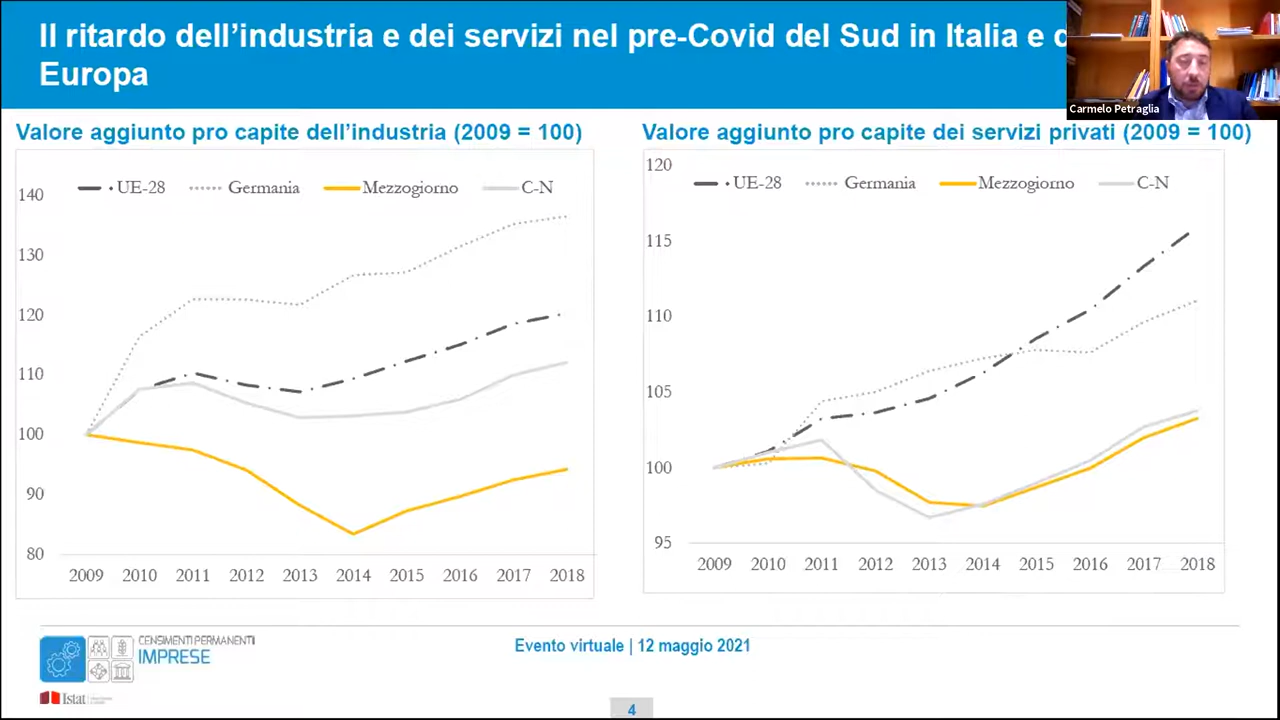 Il ritardo dell’industria e dei servizi nel pre-Covid del Sud in Italia e
Europa
Carmelo Petraglia
Valore aggiunto pro capite dell’industria (2009 = 100)
UE-28 Germania Mezzogiorno C-N
140
130
120
110
100
90
80
2009 2010 2011 2012 2013 2014 2015 2016 2017 2018
Valore aggiunto pro capite dei servizi privati (2009 = 100)
120
UE-28 Germania Mezzogiorno C-N
115
110
105
100
95
2009 2010 2011 2012 2013 2014 2015 2016 2017 2018
CENSIMENTI PERMANENTI
IMPRESE
Evento virtuale | 12 maggio 2021
Istat
4